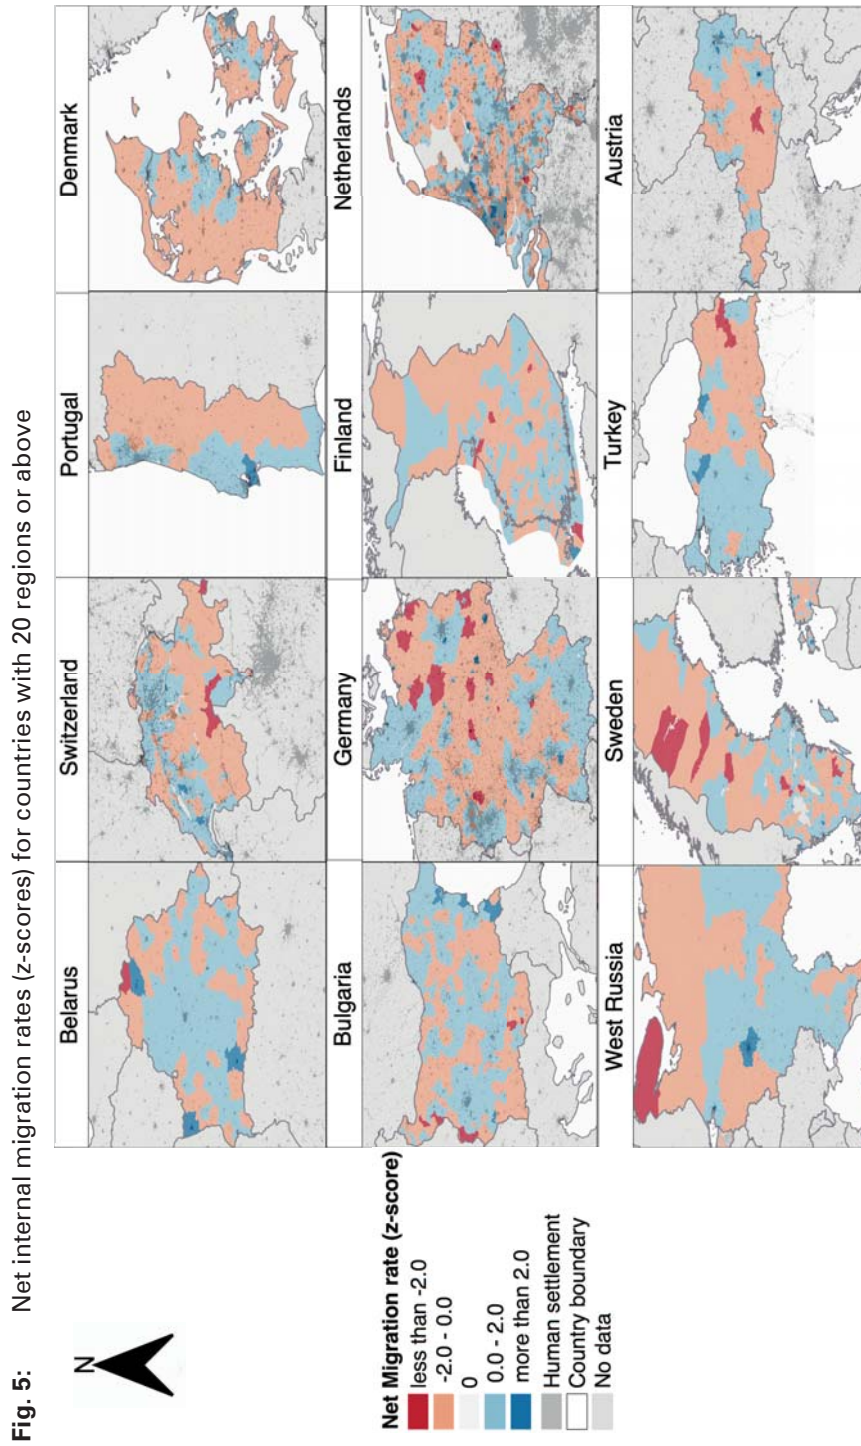 Fig. 5: Net internal migration rates (z-scores) for countries with 20 regions or above
N
Net Migration rate (z-score)
less than -2.0
-2.0 - 0.0
0
0.0 - 2.0
more than 2.0
Human settlement
Country boundary
No data
Belarus
Switzerland
Portugal
Denmark
Bulgaria
Germany
Finland
Netherlands
West Russia
Sweden
Turkey
Austria